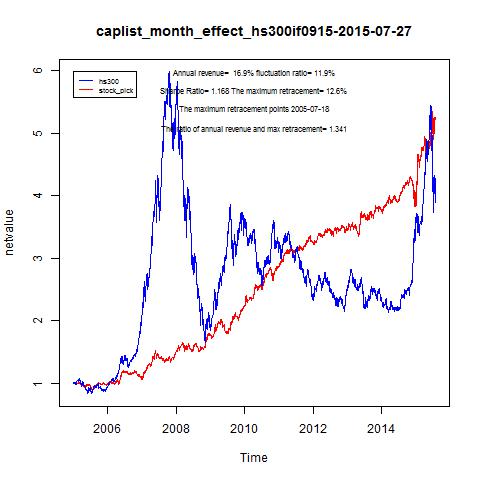 caplist_month_effect_hs300if0915-2015-07-27
Annual revenue= 16.9% fluctuation ratio= 11.9%
Sharpe Ratio= 1.168 The maximum retracement= 12.6%
The maximum retracement points 2005-07-18
The ratio of annual revenue and max retracement= 1.341
hs300
stock_pick
netvalue
6
5
4
3
2
1
2006 2008 2010 2012 2014
Time